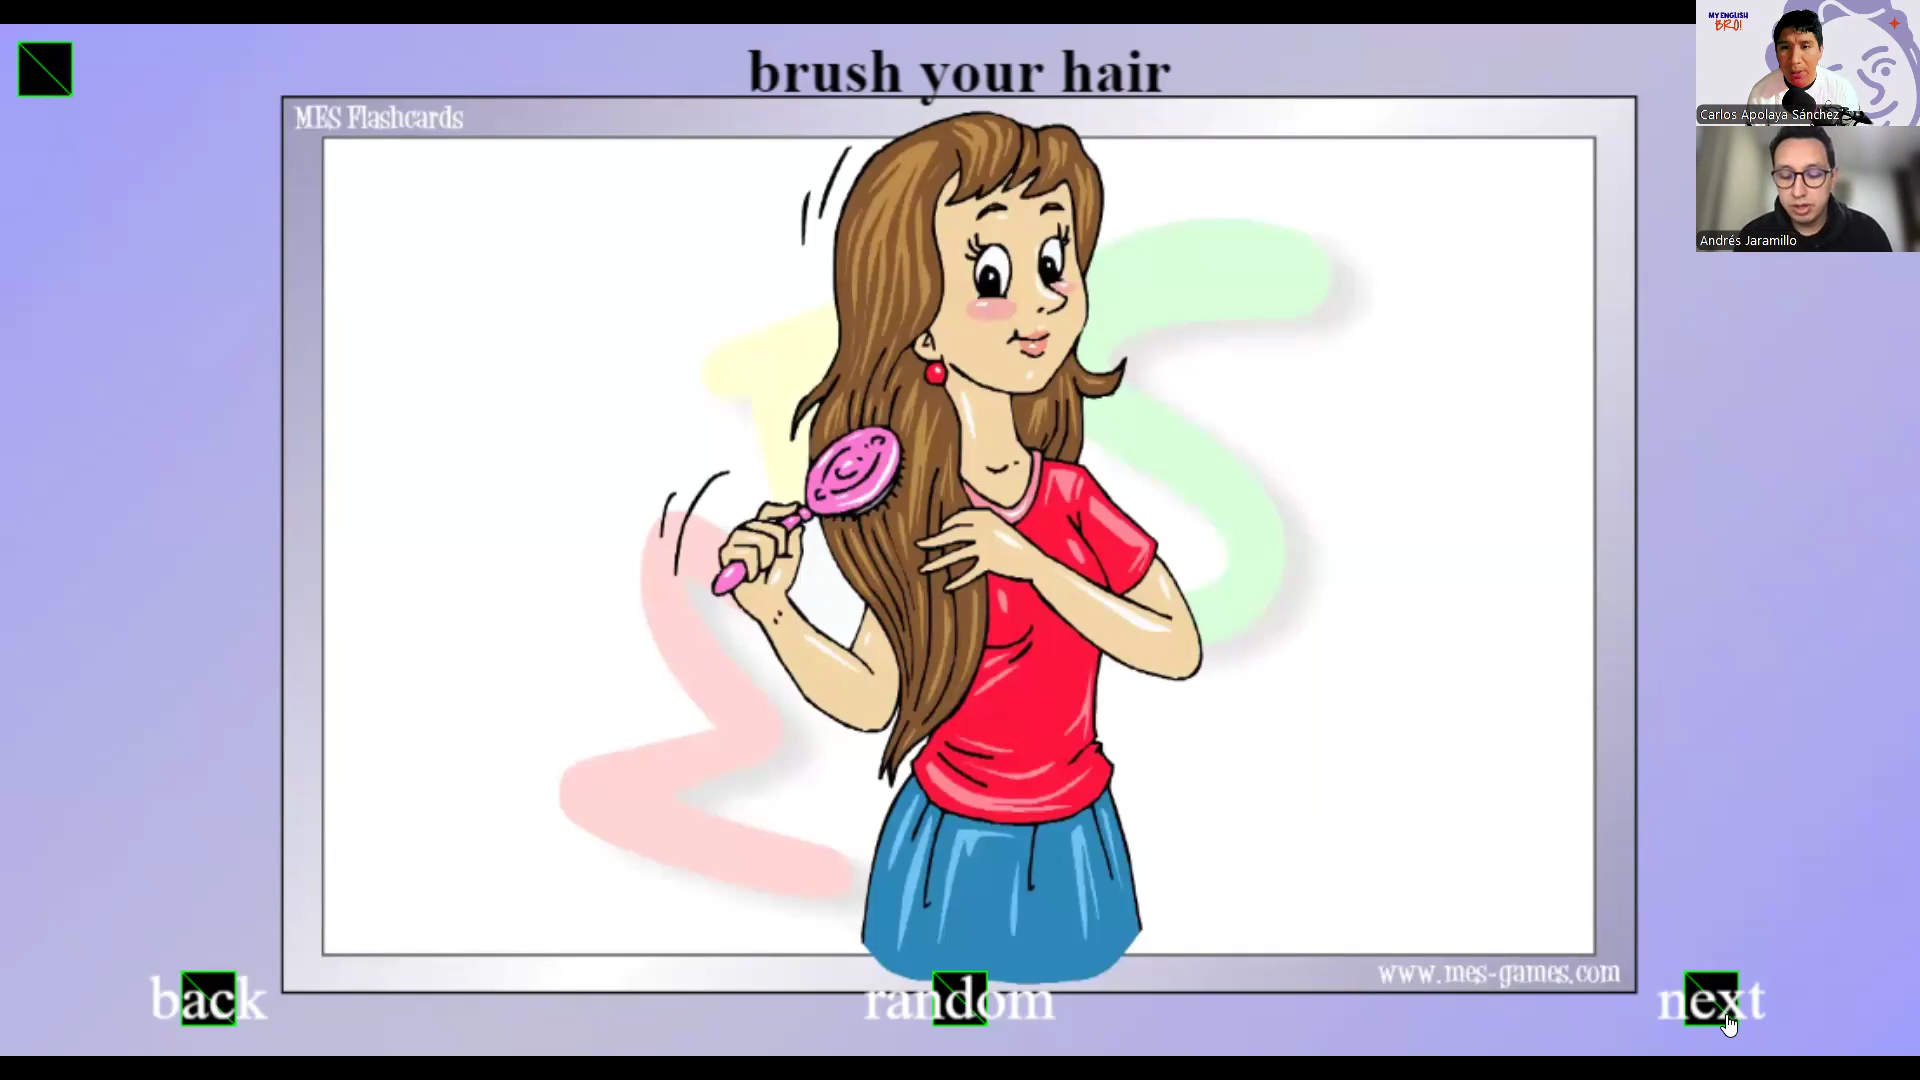 brush your hair
MES Flashcards
MY ENGLISH
BRO!
Carlos Apolaya Sánchez
Andrés Jaramillo
www.mes-games.com
back
random
next